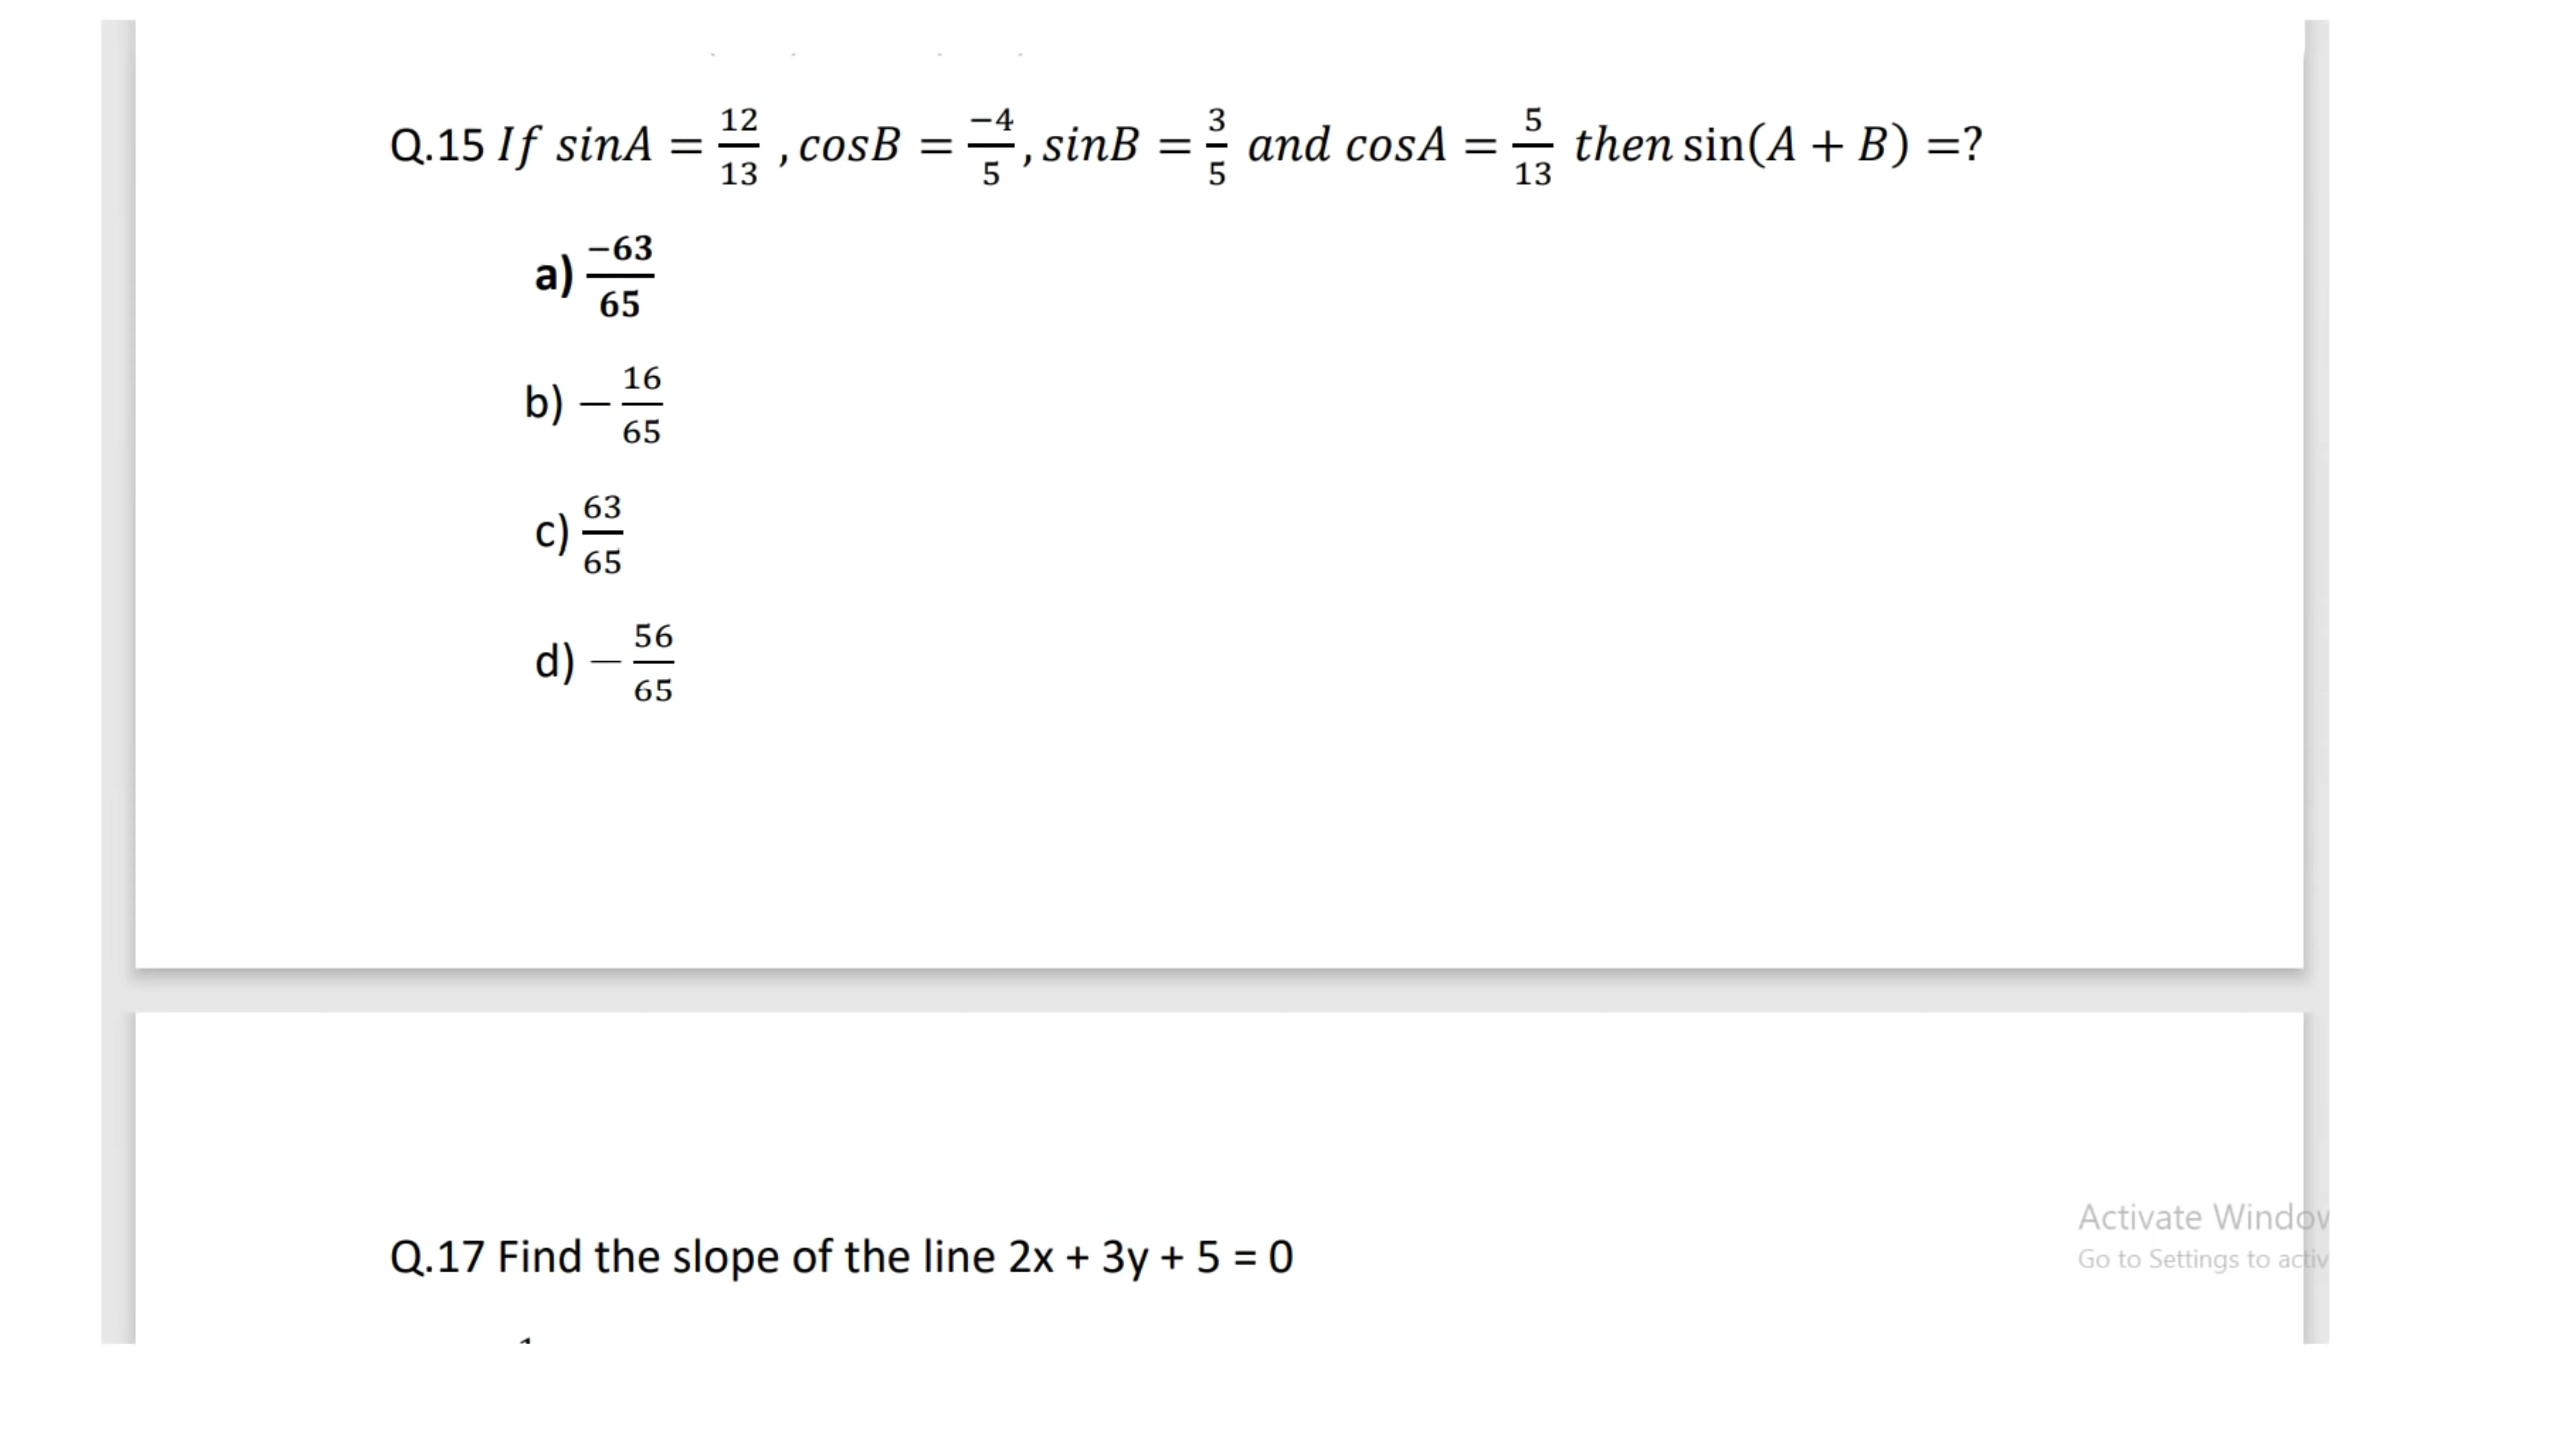 Q.15 If sinA = 12/13 , cosB = −4/5, sinB = 3/5 and cosA = 5/13 then sin(A + B) =?
a) −63/65
b) − 16/65
c) 63/65
d) − 56/65
Q.17 Find the slope of the line 2x + 3y + 5 = 0
Activate Window
Go to Settings to activ